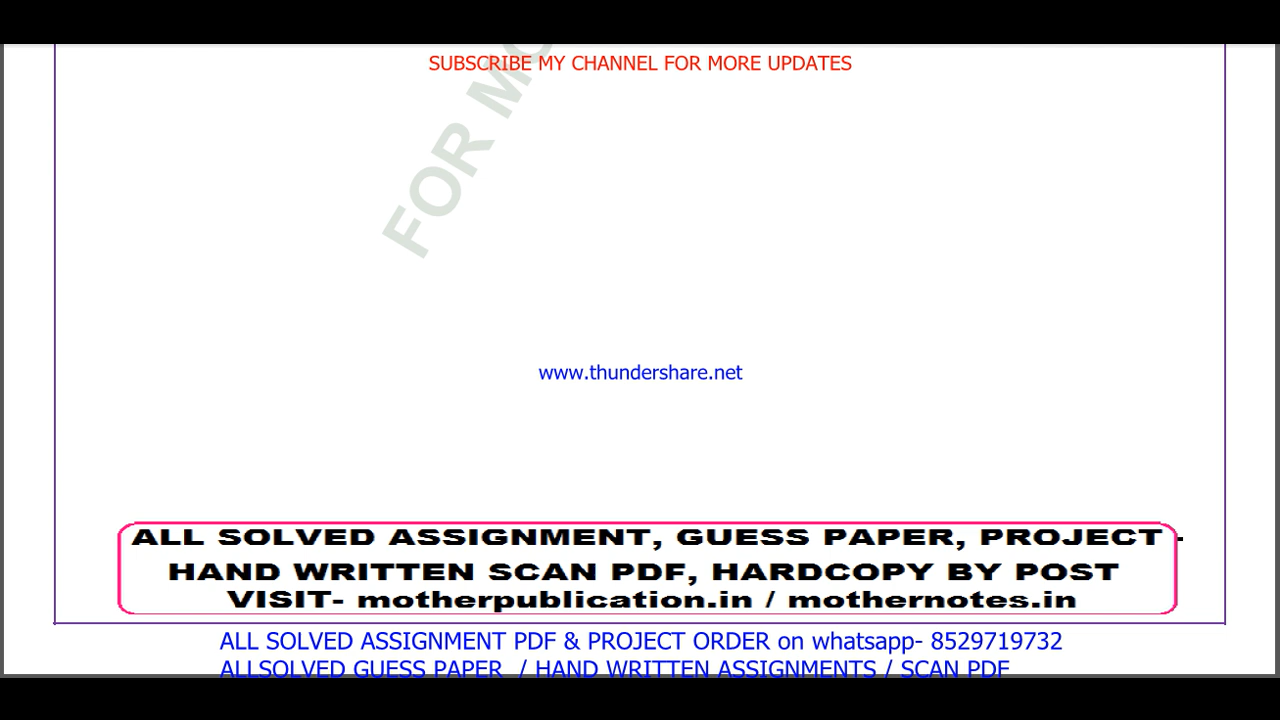 SUBSCRIBE MY CHANNEL FOR MORE UPDATES
FOR
www.thundershare.net
ALL SOLVED ASSIGNMENT, GUESS PAPER, PROJECT -
HAND WRITTEN SCAN PDF, HARDCOPY BY POST
VISIT- motherpublication.in / mothernotes.in
ALL SOLVED ASSIGNMENT PDF & PROJECT ORDER on whatsapp- 8529719732
ALLSOLVED GUESS PAPER / HAND WRITTEN ASSIGNMENTS / SCAN PDF